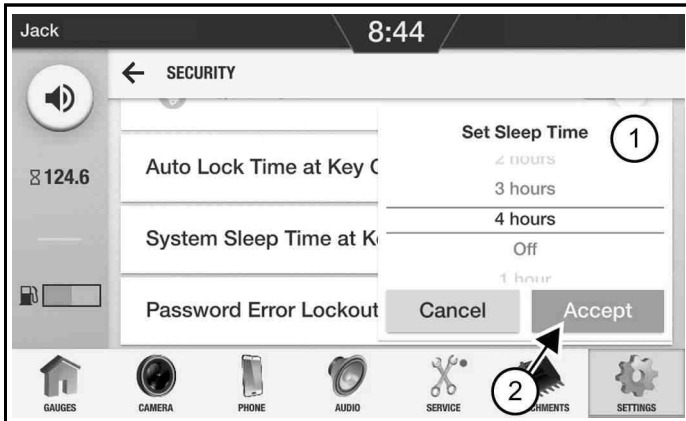 Jack
8:44
SECURITY
Set Sleep Time
1
2 hours
124.6
Auto Lock Time at Key
3 hours
4 hours
System Sleep Time at
Off
1 hour
Password Error Lockout
Cancel
Accept
2
GAUGES
CAMERA
PHONE
AUDIO
SERVICE
SETTINGS